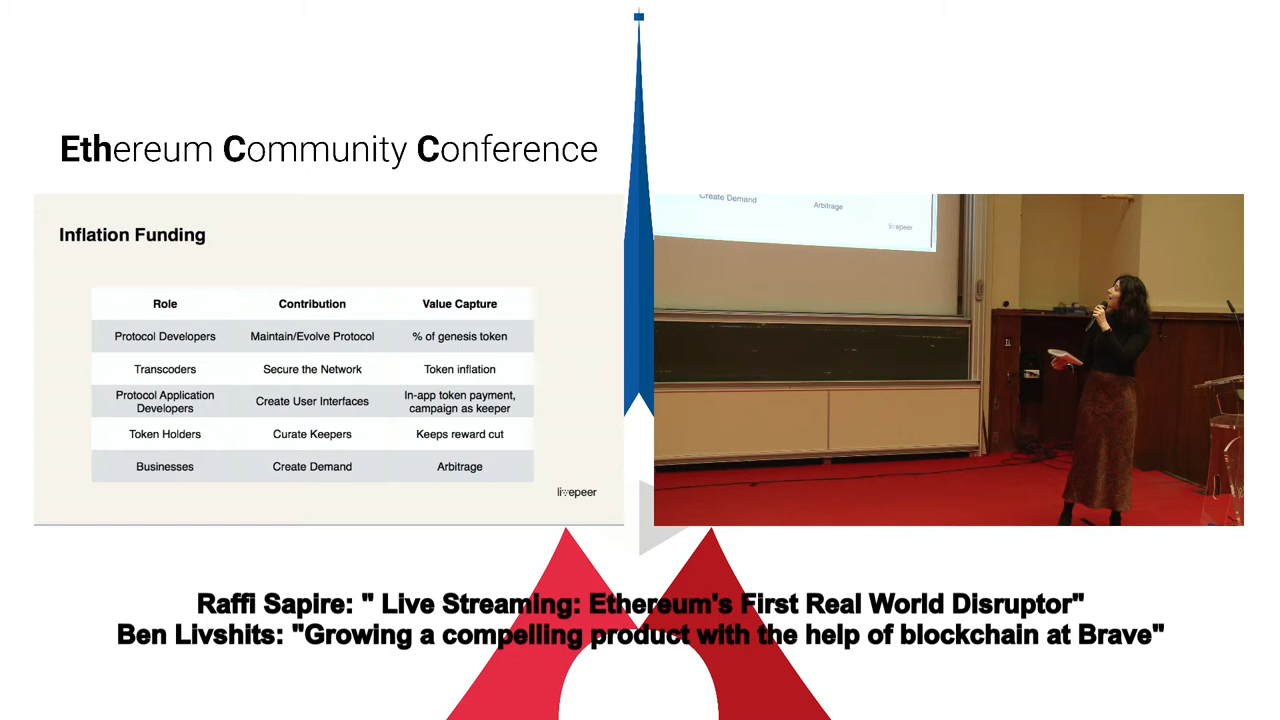 Ethereum Community Conference
Inflation Funding
Role Contribution Value Capture
Protocol Developers Maintain/Evolve Protocol % of genesis token
Transcoders Secure the Network Token inflation
Protocol Application Developers Create User Interfaces In-app token payment, campaign as keeper
Token Holders Curate Keepers Keeps reward cut
Businesses Create Demand Arbitrage
livepeer
Create Demand Arbitrage
livepeer
Raffi Sapire: " Live Streaming: Ethereum's First Real World Disruptor"
Ben Livshits: "Growing a compelling product with the help of blockchain at Brave"